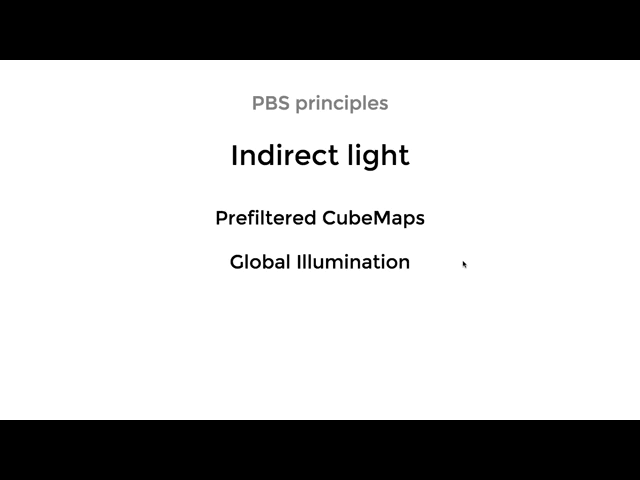 PBS principles
Indirect light
Prefiltered CubeMaps
Global Illumination